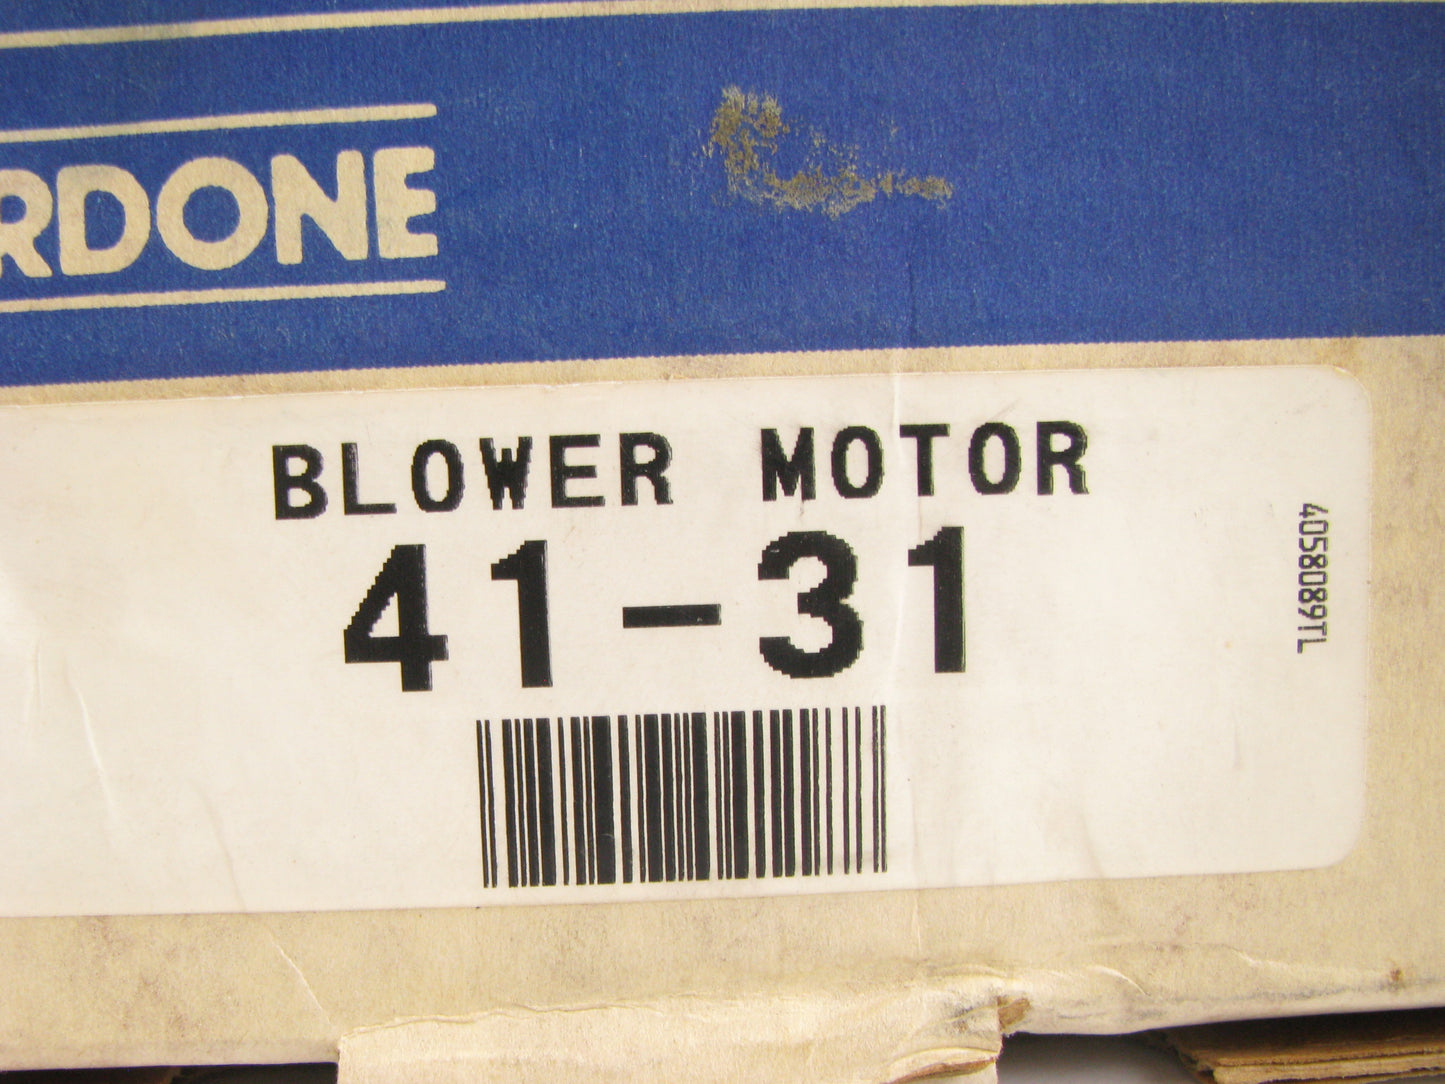 RDONE
BLOWER MOTOR
41-31
4058089TL